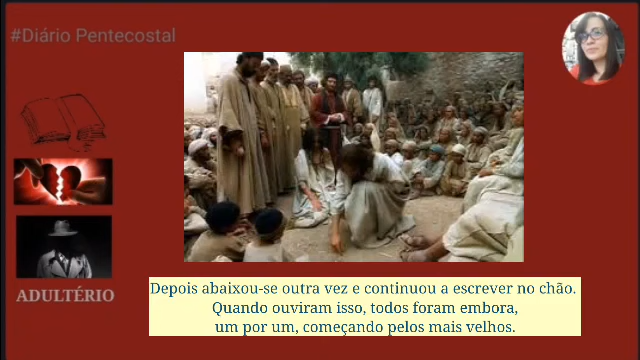 #Diário Pentecostal
ADULTÉRIO
Depois abaixou-se outra vez e continuou a escrever no chão.
Quando ouviram isso, todos foram embora,
um por um, começando pelos mais velhos.